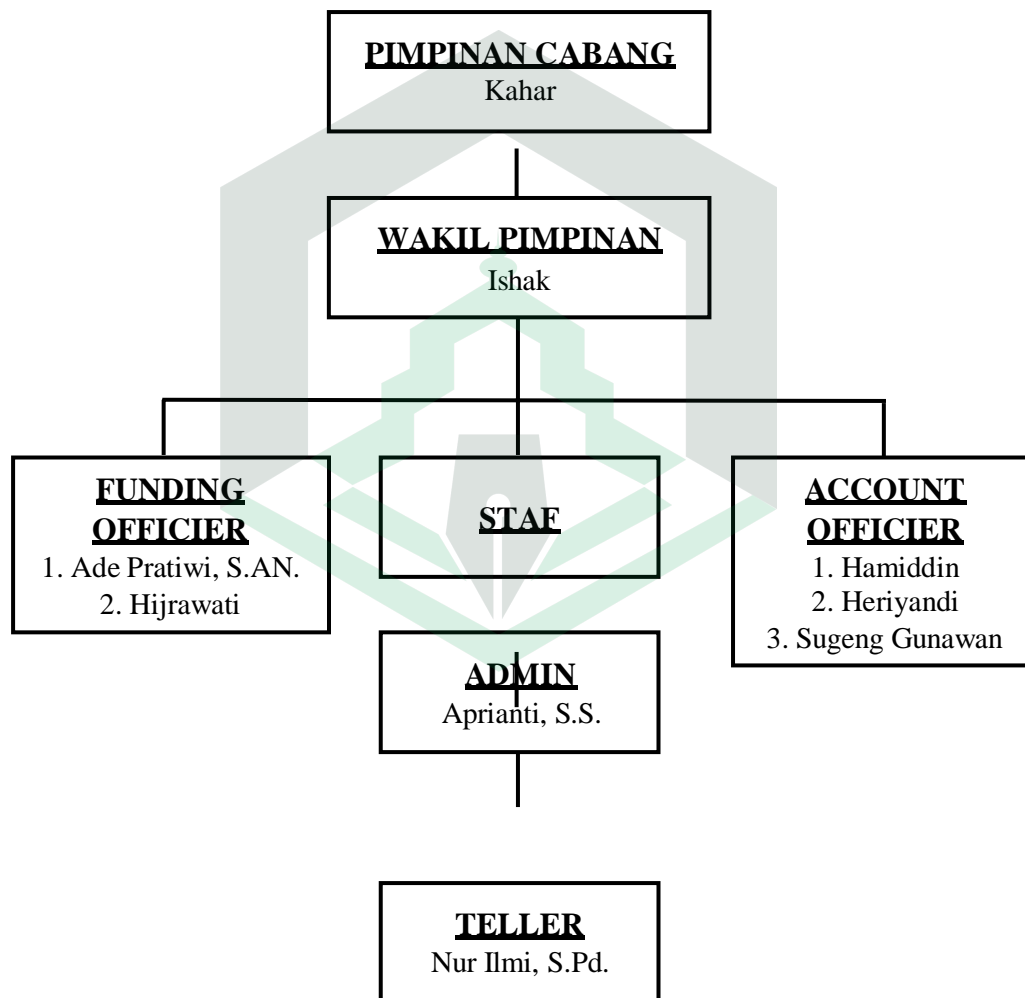 PIMPINAN CABANG
Kahar
WAKIL PIMPINAN
Ishak
FUNDING
OFFICIER
1. Ade Pratiwi, S.AN.
2. Hijrawati
STAF
ACCOUNT
OFFICIER
1. Hamiddin
2. Heriyandi
3. Sugeng Gunawan
ADMIN
Aprianti, S.S.
TELLER
Nur Ilmi, S.Pd.